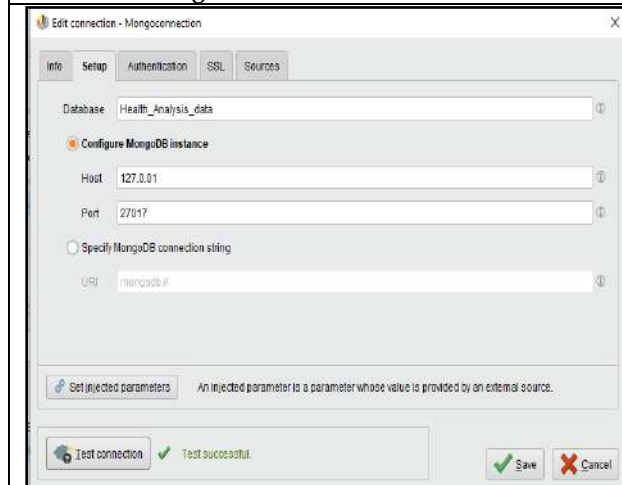 Edit connection - Mongoconnection
Info Setup Authentication SSL Sources
Database Health_Analysis_data
Configure MongoDB instance
Host 127.0.01
Port 27017
Specify MongoDB connection string
URI mongodb://
Set injected parameters An injected parameter is a parameter whose value is provided by an external source.
Test connection Test successful.
Save Cancel